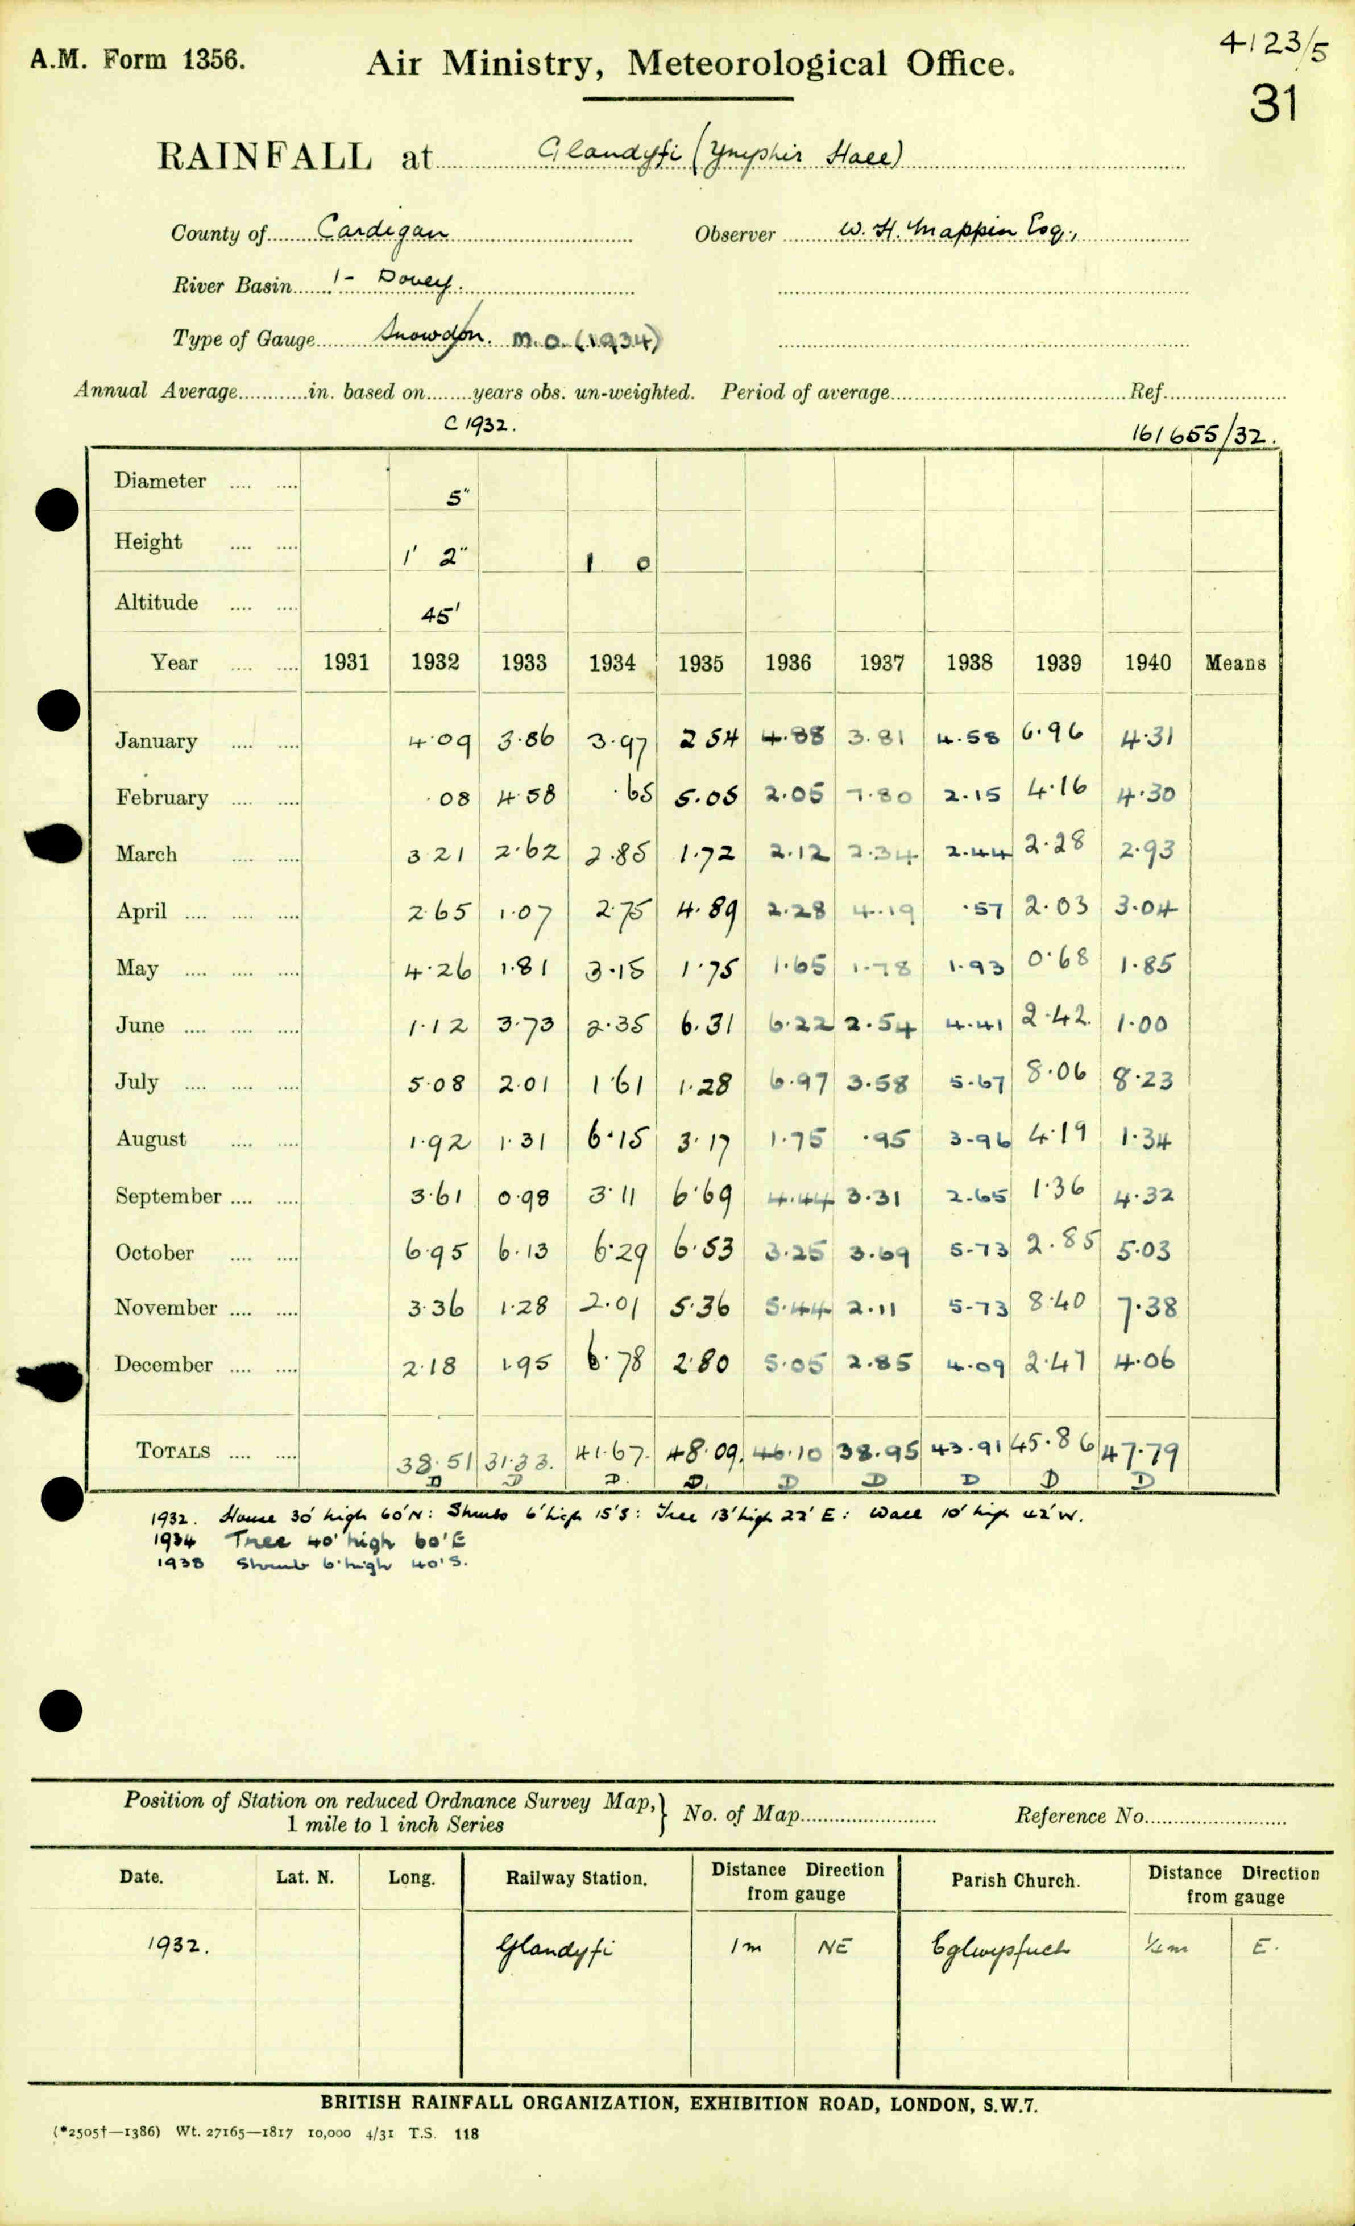 4123/5
A.M. Form 1356. Air Ministry, Meteorological Office.
31
RAINFALL at Glandyfi (Ynyshir Hall)
County of Cardigan Observer W. H. Mappin Esq.,
River Basin 1- Dovey.
Type of Gauge Snowdon. M.O. (1934)
Annual Average in. based on years obs. un-weighted. Period of average Ref.
C 1932. 161655/32.
Diameter 5"
Height 1' 2" 1 0
Altitude 45'
Year 1931 1932 1933 1934 1935 1936 1937 1938 1939 1940 Means
January 4.09 3.86 3.97 2.54 4.88 3.81 4.58 6.96 4.31
February .08 4.58 .65 5.05 2.05 7.80 2.15 4.16 4.30
March 3.21 2.62 2.85 1.72 2.12 2.34 2.44 2.28 2.93
April 2.65 1.07 2.75 4.89 2.28 4.19 .57 2.03 3.04
May 4.26 1.81 3.15 1.75 1.65 1.78 1.93 0.68 1.85
June 1.12 3.73 2.35 6.31 6.22 2.54 4.41 2.42 1.00
July 5.08 2.01 1.61 1.28 6.97 3.58 5.67 8.06 8.23
August 1.92 1.31 6.15 3.17 1.75 .95 3.96 4.19 1.34
September 3.61 0.98 3.11 6.69 4.44 3.31 2.65 1.36 4.32
October 6.95 6.13 6.29 6.53 3.25 3.69 5.73 2.85 5.03
November 3.36 1.28 2.01 5.36 5.44 2.11 5.73 8.40 7.38
December 2.18 1.95 6.78 2.80 5.05 2.85 4.09 2.47 4.06
TOTALS 38.51 31.33. 41.67. 48.09. 46.10 38.95 43.91 45.86 47.79
D D D. D. D D D D D
1932. House 30' high 60' N: Shrubs 6' high 15' S: Tree 13' high 22' E: Wall 10' high 42' W.
1934 Tree 40' high 60' E
1938 Shrub 6' high 40' S.
Position of Station on reduced Ordnance Survey Map, 1 mile to 1 inch Series } No. of Map Reference No.
Date. Lat. N. Long. Railway Station. Distance Direction from gauge Parish Church. Distance Direction from gauge
1932. Glandyfi 1m NE Eglwysfach ¼m E.
BRITISH RAINFALL ORGANIZATION, EXHIBITION ROAD, LONDON, S.W.7.
(*2505†—1386) Wt. 27165—1817 10,000 4/31 T.S. 118